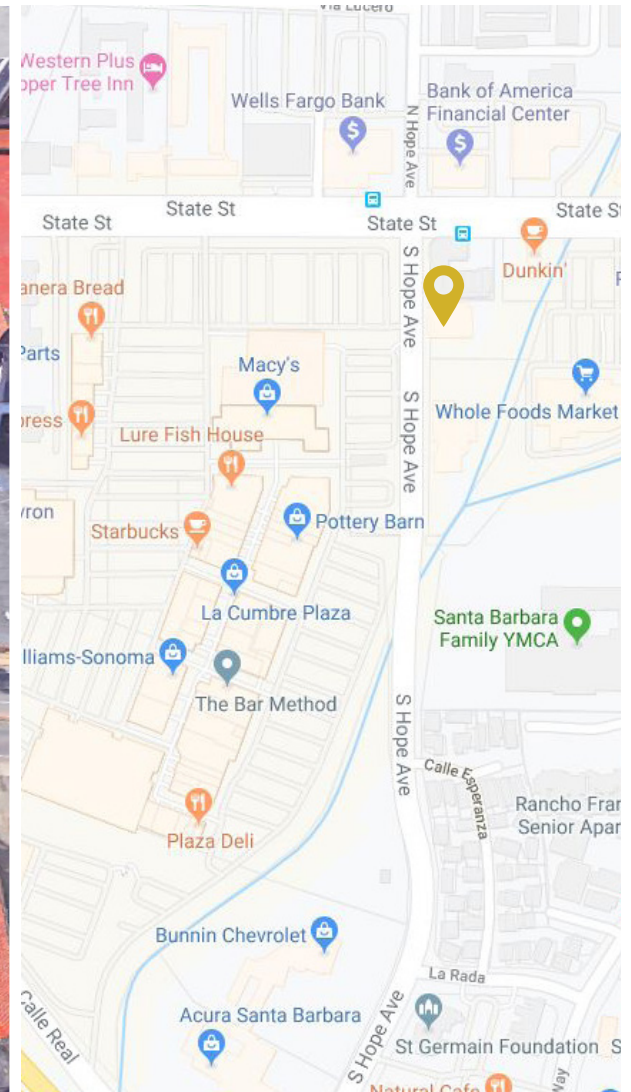 Via Lucero
Western Plus
pper Tree Inn
Wells Fargo Bank
Bank of America
Financial Center
N Hope Ave
State St
State St
State St
State St
Dunkin'
S Hope Ave
anera Bread
Parts
Macy's
press
Lure Fish House
S Hope Ave
Whole Foods Market
vron
Starbucks
Pottery Barn
La Cumbre Plaza
Santa Barbara
Family YMCA
lliams-Sonoma
The Bar Method
S Hope Ave
Calle Esperanza
Rancho Fran
Senior Apar
Plaza Deli
Bunnin Chevrolet
La Rada
Calle Real
Acura Santa Barbara
S Hope Ave
St Germain Foundation
Way
Natural Cafe